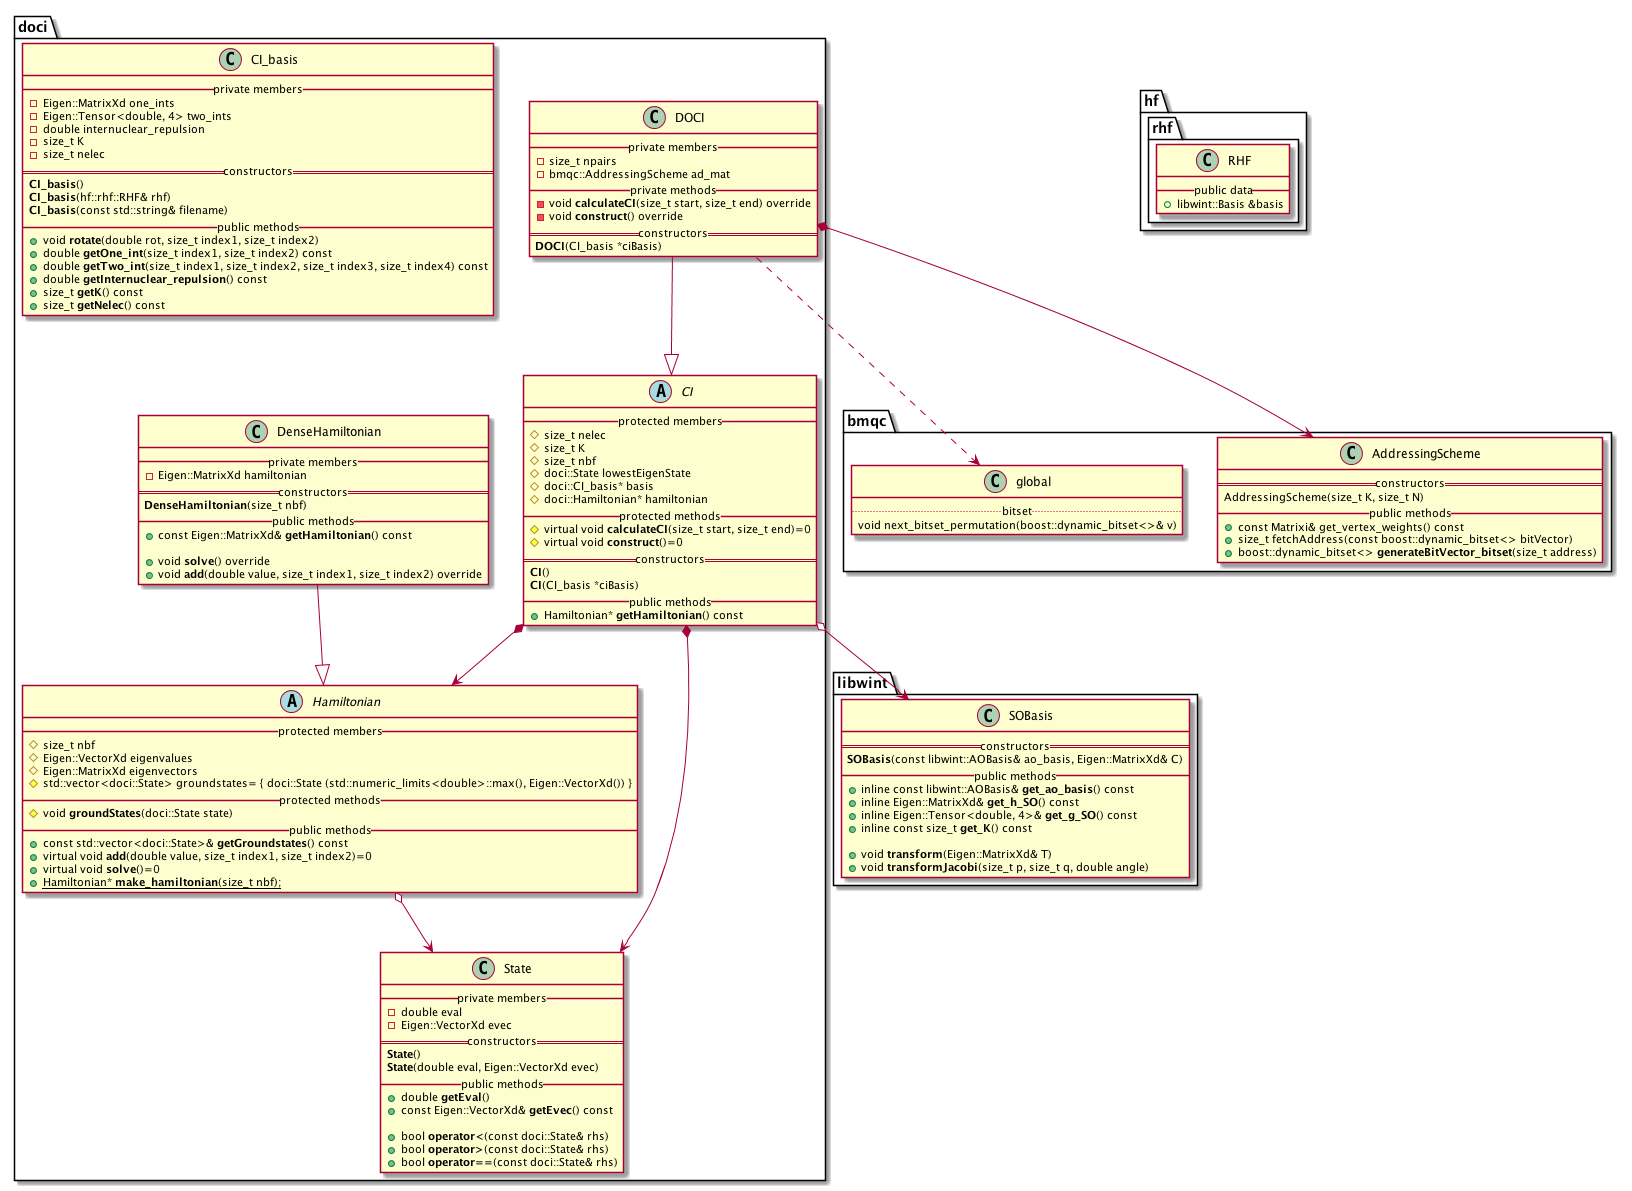 doci
C CI_basis
private members
Eigen::MatrixXd one_ints
Eigen::Tensor<double, 4> two_ints
double internuclear_repulsion
size_t K
size_t nelec
constructors
CI_basis()
CI_basis(hf::rhf::RHF& rhf)
CI_basis(const std::string& filename)
public methods
void rotate(double rot, size_t index1, size_t index2)
double getOne_int(size_t index1, size_t index2) const
double getTwo_int(size_t index1, size_t index2, size_t index3, size_t index4) const
double getInternuclear_repulsion() const
size_t getK() const
size_t getNelec() const
C DOCI
private members
size_t npairs
bmqc::AddressingScheme ad_mat
private methods
void calculateCI(size_t start, size_t end) override
void construct() override
constructors
DOCI(CI_basis *ciBasis)
hf
rhf
C RHF
public data
libwint::Basis &basis
C DenseHamiltonian
private members
Eigen::MatrixXd hamiltonian
constructors
DenseHamiltonian(size_t nbf)
public methods
const Eigen::MatrixXd& getHamiltonian() const
void solve() override
void add(double value, size_t index1, size_t index2) override
A CI
protected members
size_t nelec
size_t K
size_t nbf
doci::State lowestEigenState
doci::CI_basis* basis
doci::Hamiltonian* hamiltonian
protected methods
virtual void calculateCI(size_t start, size_t end)=0
virtual void construct()=0
constructors
CI()
CI(CI_basis *ciBasis)
public methods
Hamiltonian* getHamiltonian() const
bmqc
C global
bitset
void next_bitset_permutation(boost::dynamic_bitset<>& v)
C AddressingScheme
constructors
AddressingScheme(size_t K, size_t N)
public methods
const Matrixi& get_vertex_weights() const
size_t fetchAddress(const boost::dynamic_bitset<> bitVector)
boost::dynamic_bitset<> generateBitVector_bitset(size_t address)
A Hamiltonian
protected members
size_t nbf
Eigen::VectorXd eigenvalues
Eigen::MatrixXd eigenvectors
std::vector<doci::State> groundstates= { doci::State (std::numeric_limits<double>::max(), Eigen::VectorXd()) }
protected methods
void groundStates(doci::State state)
public methods
const std::vector<doci::State>& getGroundstates() const
virtual void add(double value, size_t index1, size_t index2)=0
virtual void solve()=0
Hamiltonian* make_hamiltonian(size_t nbf);
libwint
C SOBasis
constructors
SOBasis(const libwint::AOBasis& ao_basis, Eigen::MatrixXd& C)
public methods
inline const libwint::AOBasis& get_ao_basis() const
inline Eigen::MatrixXd& get_h_SO() const
inline Eigen::Tensor<double, 4>& get_g_SO() const
inline const size_t get_K() const
void transform(Eigen::MatrixXd& T)
void transformJacobi(size_t p, size_t q, double angle)
C State
private members
double eval
Eigen::VectorXd evec
constructors
State()
State(double eval, Eigen::VectorXd evec)
public methods
double getEval()
const Eigen::VectorXd& getEvec() const
bool operator<(const doci::State& rhs)
bool operator>(const doci::State& rhs)
bool operator==(const doci::State& rhs)